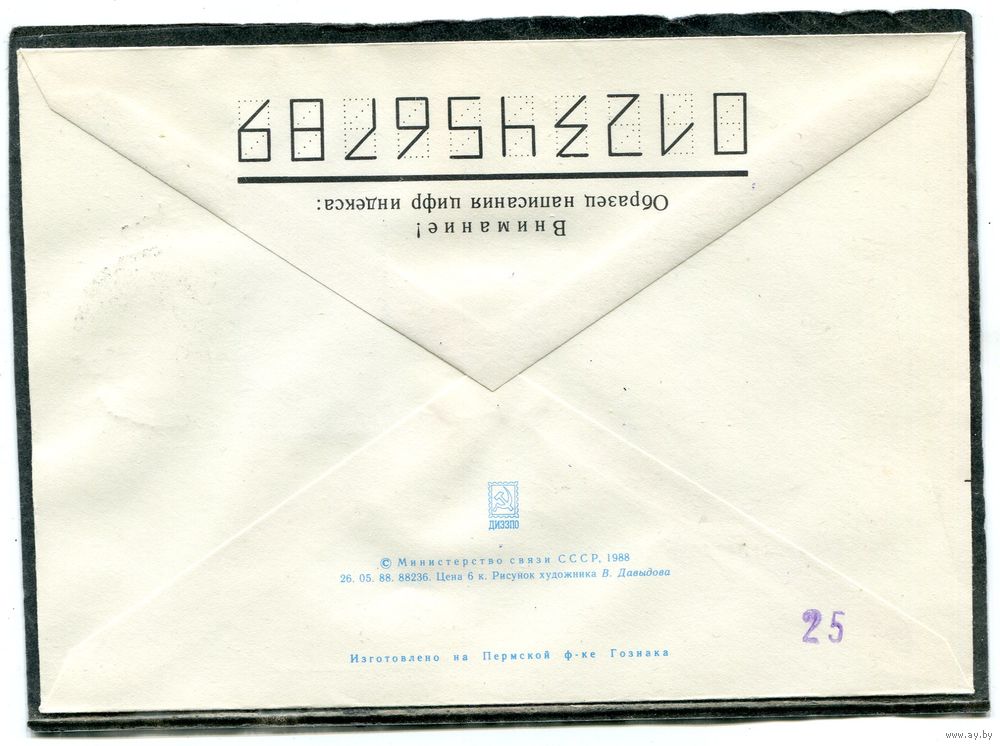 Внимание!
Образец написания цифр индекса:
0123456789
ДИЭЗПО
© Министерство связи СССР, 1988
26. 05. 88. 88236. Цена 6 к. Рисунок художника В. Давыдова
25
Изготовлено на Пермской ф-ке Гознака
www.ay.by